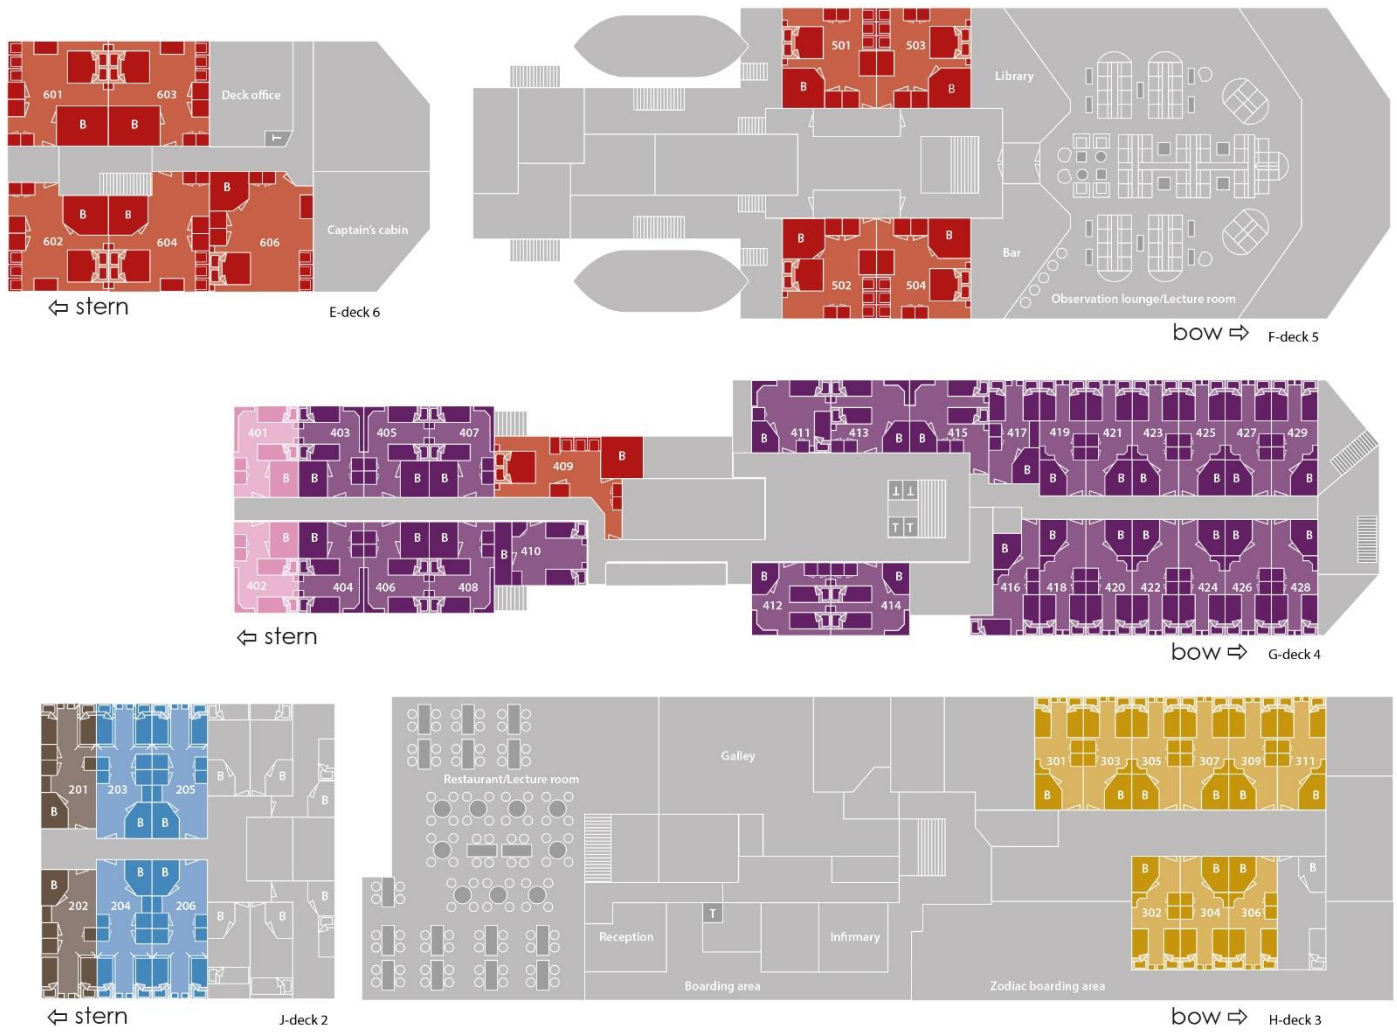 501 503
601 603 B B
Deck office
Library
B B
B B
T
B B B
602 604 606
Captain's cabin
B B
502 504
Bar
Observation lounge/Lecture room
⇦ stern
E-deck 6
bow ⇨ F-deck 5
401 403 405 407
409 B
411 413 415 417 419 421 423 425 427 429
B B B
B B B B
B B B B B B B
T T
T T
B B B B
B 410
B B
B B B B B B
402 404 406 408
412 414
416 418 420 422 424 426 428
⇦ stern
bow ⇨ G-deck 4
Galley
Restaurant/Lecture room
301 303 305 307 309 311
201 203 205
B B
B B B B B B
B B B
B
B B B
B B B B
B
B B
202 204 206
B B
T
302 304 306
Reception
Infirmary
Boarding area
Zodiac boarding area
⇦ stern
J-deck 2
bow ⇨ H-deck 3